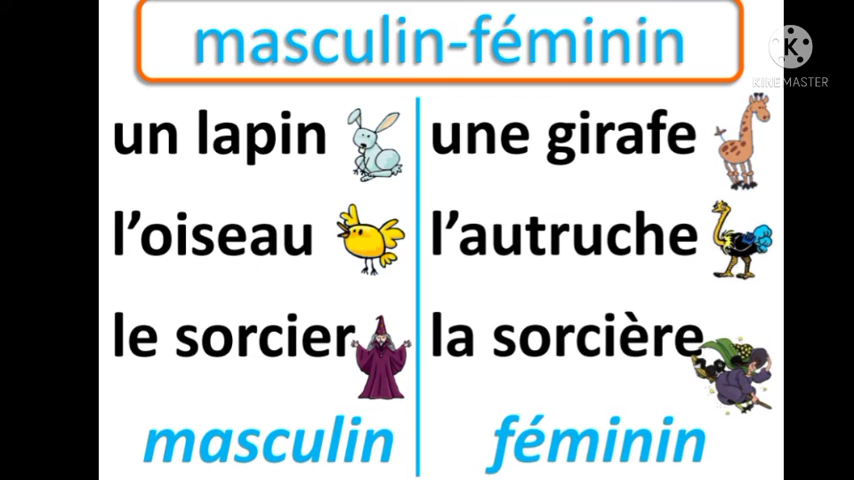 masculin-féminin
K
KINEMASTER
un lapin
une girafe
l’oiseau
l’autruche
le sorcier
la sorcière
masculin
féminin